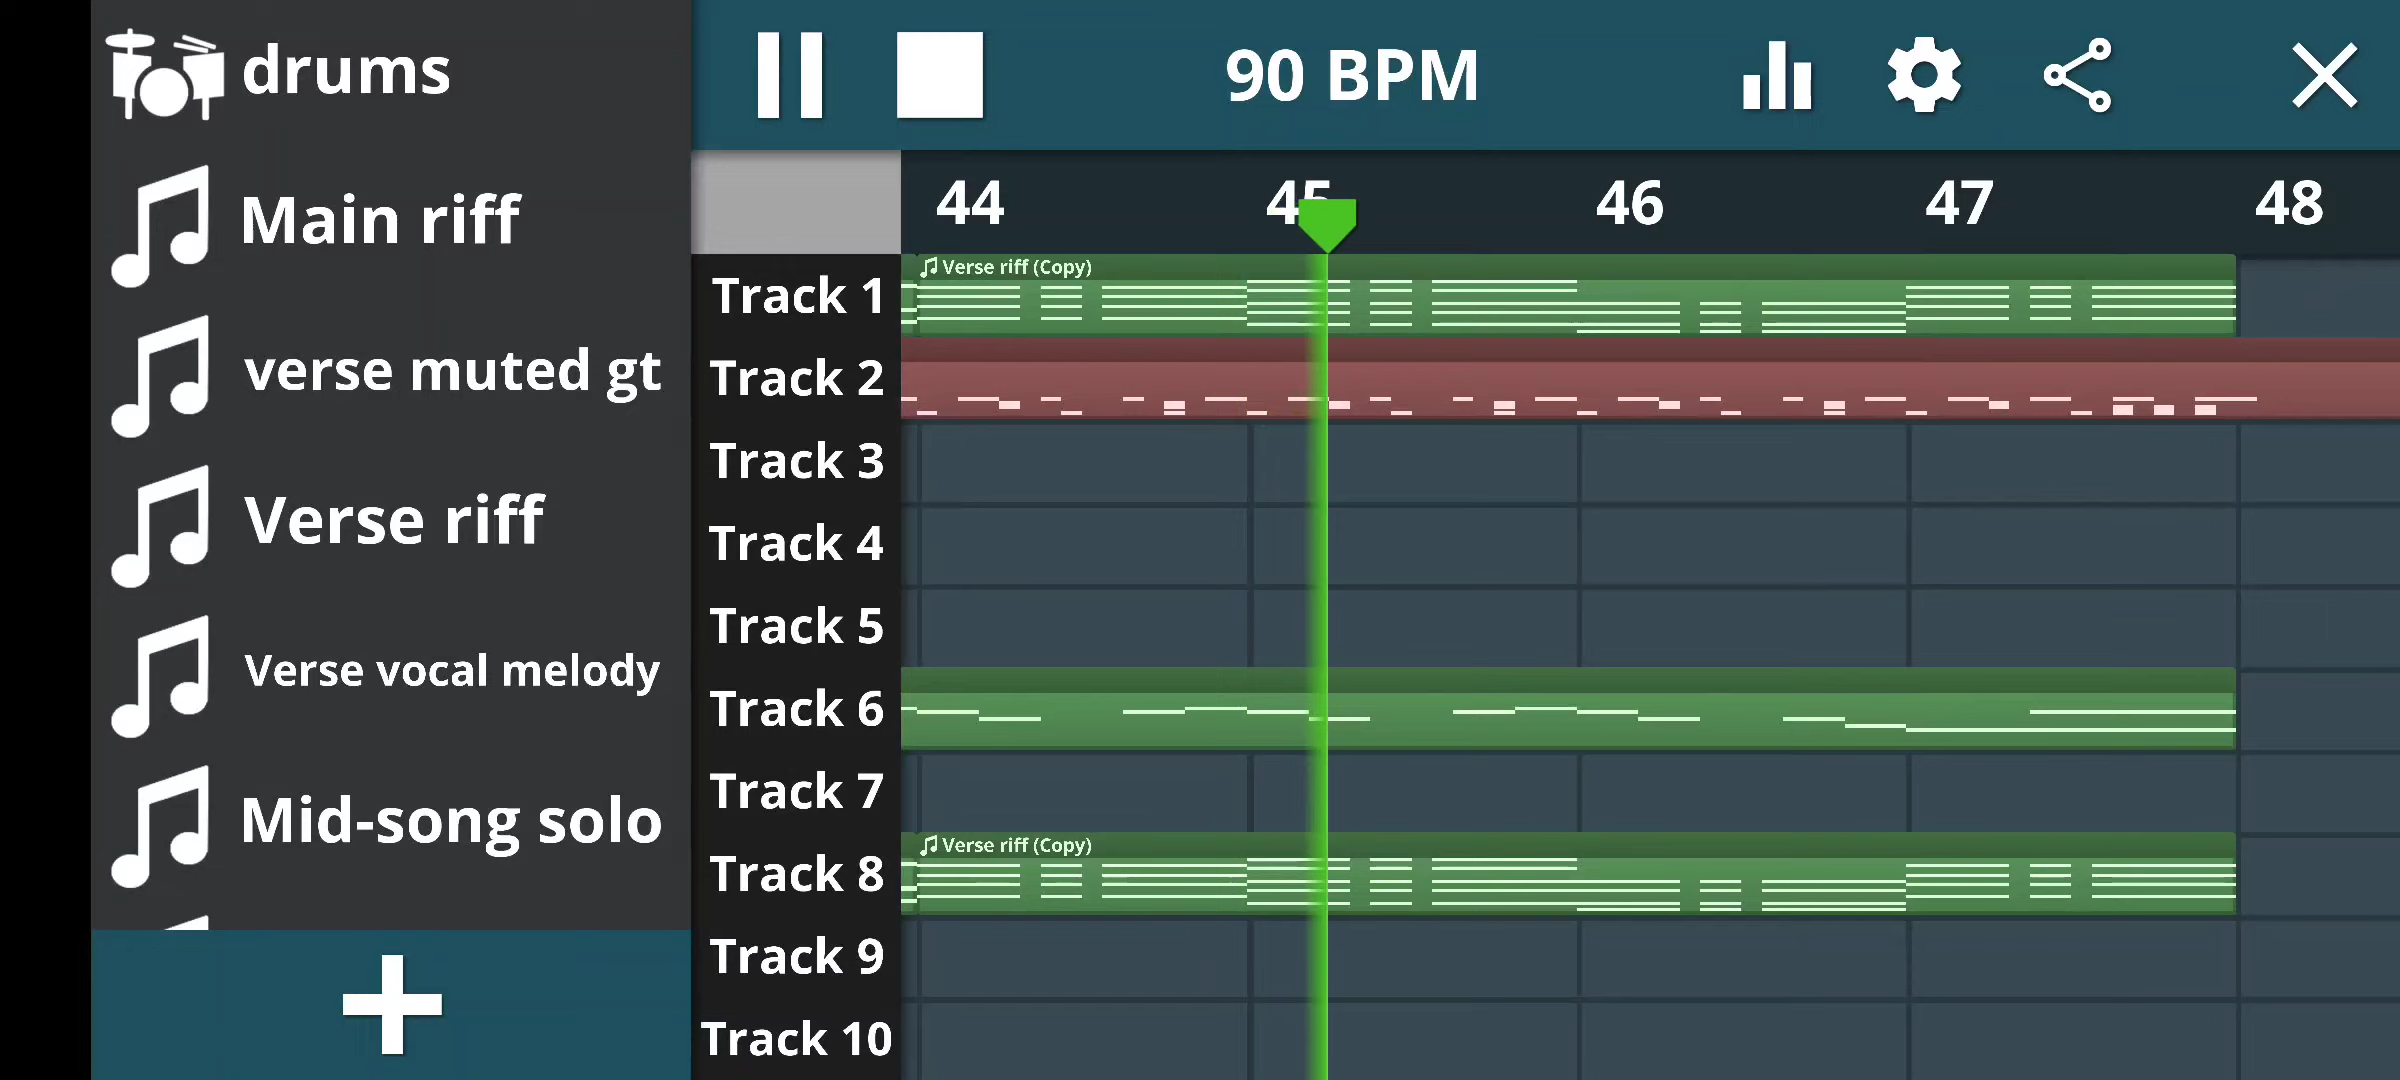 drums
Main riff
verse muted gt
Verse riff
Verse vocal melody
Mid-song solo
90 BPM
44 45 46 47 48
Track 1
Verse riff (Copy)
Track 2
Track 3
Track 4
Track 5
Track 6
Track 7
Track 8
Verse riff (Copy)
Track 9
Track 10